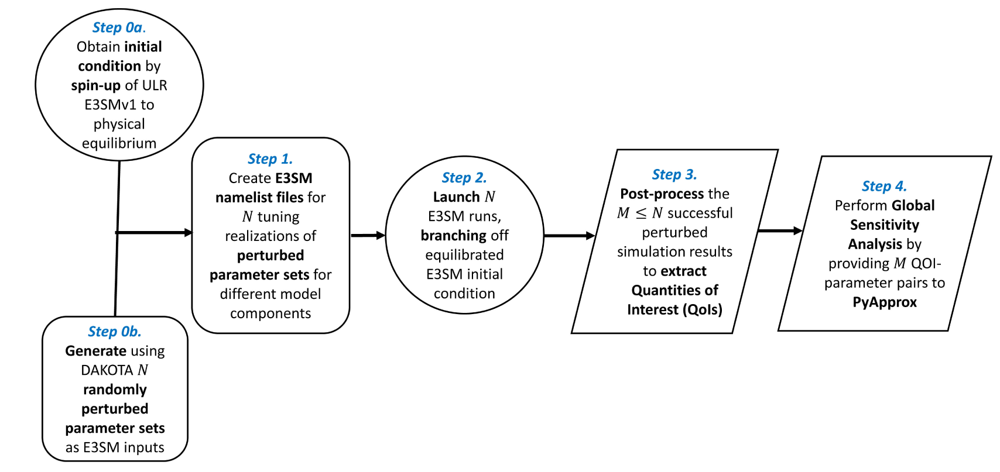 Step 0a.
Obtain initial
condition by
spin-up of ULR
E3SMv1 to
physical
equilibrium
Step 0b.
Generate using
DAKOTA N
randomly
perturbed
parameter sets
as E3SM inputs
Step 1.
Create E3SM
namelist files for
N tuning
realizations of
perturbed
parameter sets for
different model
components
Step 2.
Launch N
E3SM runs,
branching off
equilibrated
E3SM initial
condition
Step 3.
Post-process the
M ≤ N successful
perturbed
simulation results
to extract
Quantities of
Interest (QoIs)
Step 4.
Perform Global
Sensitivity
Analysis by
providing M QOI-
parameter pairs to
PyApprox